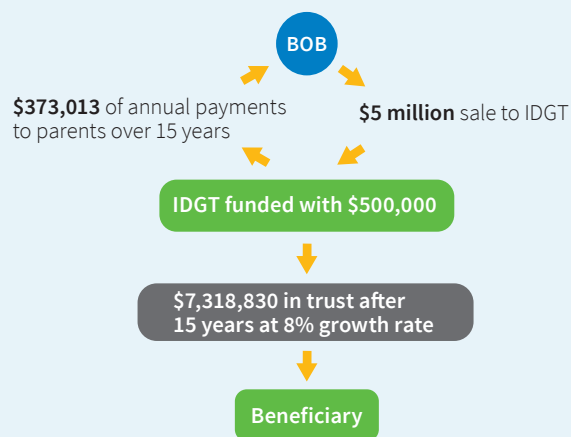 BOB
$373,013 of annual payments
to parents over 15 years
$5 million sale to IDGT
IDGT funded with $500,000
$7,318,830 in trust after
15 years at 8% growth rate
Beneficiary